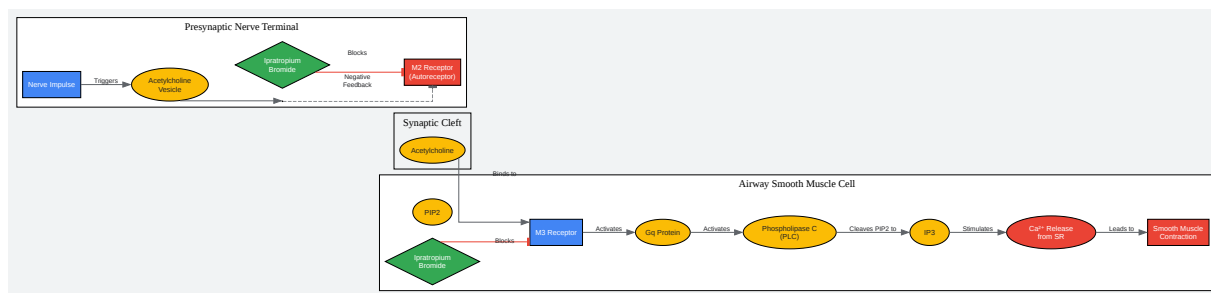 Presynaptic Nerve Terminal
Nerve Impulse
Triggers
Acetylcholine
Vesicle
Ipratropium
Bromide
Blocks
Negative
Feedback
M2 Receptor
(Autoreceptor)
Synaptic Cleft
Acetylcholine
Binds to
Airway Smooth Muscle Cell
PIP2
Ipratropium
Bromide
Blocks
M3 Receptor
Activates
Gq Protein
Activates
Phospholipase C
(PLC)
Cleaves PIP2 to
IP3
Stimulates
Ca²⁺ Release
from SR
Leads to
Smooth Muscle
Contraction